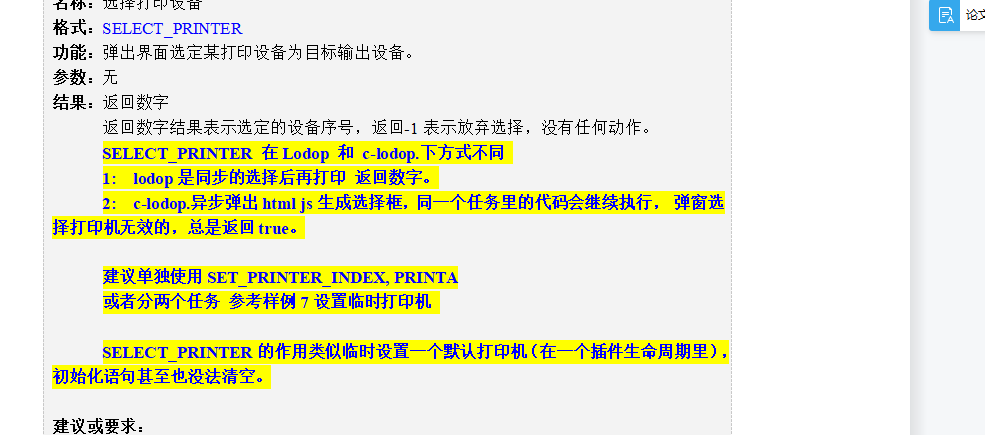 名称：选择打印设备
格式：SELECT_PRINTER
功能：弹出界面选定某打印设备为目标输出设备。
参数：无
结果：返回数字
返回数字结果表示选定的设备序号，返回-1 表示放弃选择，没有任何动作。
SELECT_PRINTER 在 Lodop 和 c-lodop.下方式不同
1: lodop 是同步的选择后再打印 返回数字。
2: c-lodop.异步弹出 html js 生成选择框，同一个任务里的代码会继续执行， 弹窗选
择打印机无效的，总是返回 true。
建议单独使用 SET_PRINTER_INDEX, PRINTA
或者分两个任务 参考样例 7 设置临时打印机
SELECT_PRINTER 的作用类似临时设置一个默认打印机（在一个插件生命周期里），
初始化语句甚至也没法清空。
建议或要求：
论文